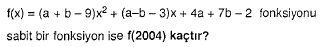 f(x) = (a + b – 9)x² + (a–b – 3)x + 4a + 7b – 2 fonksiyonu
sabit bir fonksiyon ise f(2004) kaçtır?